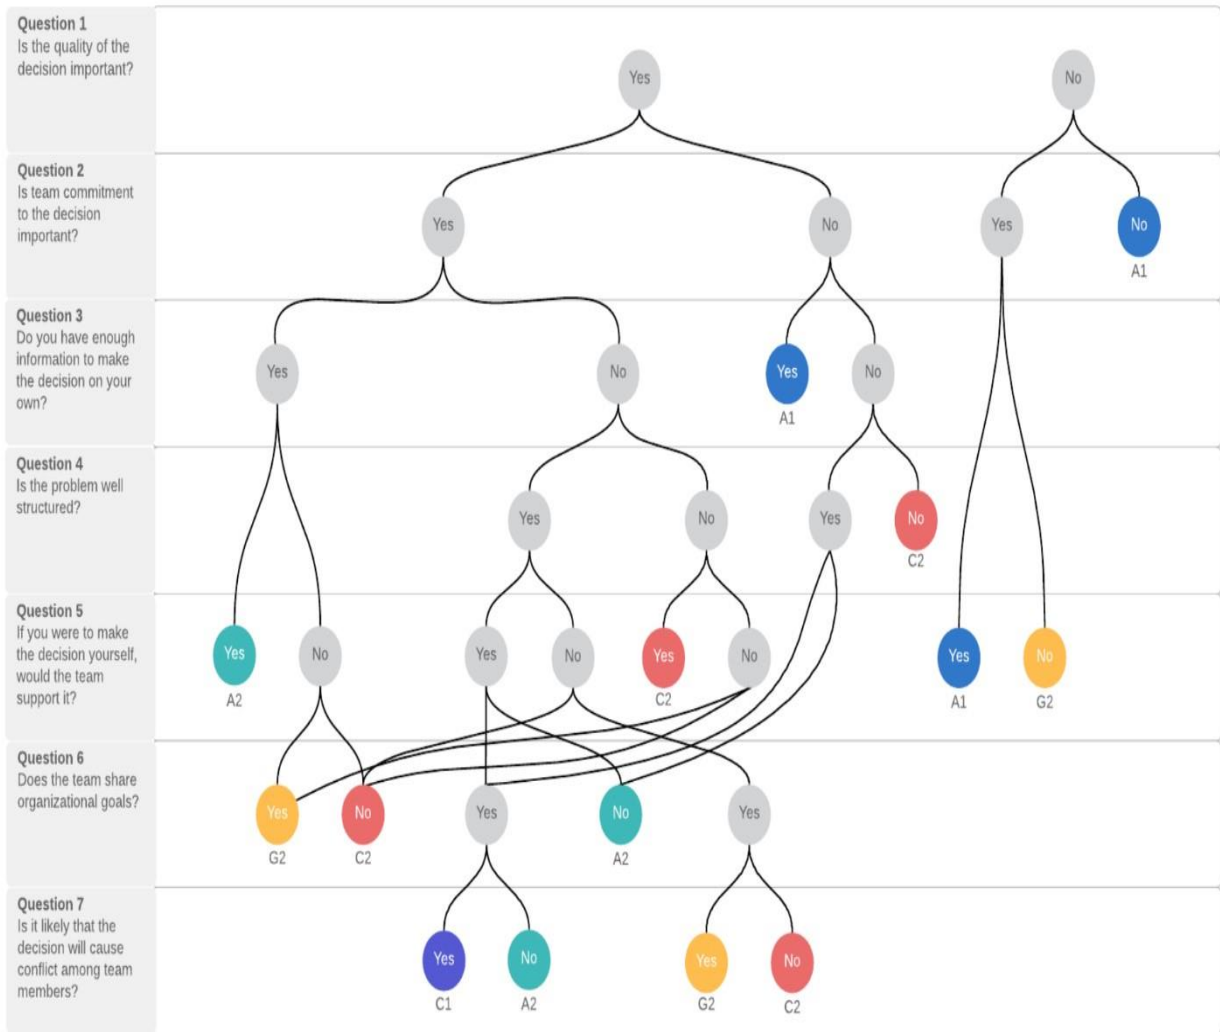 Question 1
Is the quality of the
decision important?
Yes
No
Question 2
Is team commitment
to the decision
important?
Yes
No
Yes
No
A1
Question 3
Do you have enough
information to make
the decision on your
own?
Yes
No
Yes
No
A1
Question 4
Is the problem well
structured?
Yes
No
Yes
No
C2
Question 5
If you were to make
the decision yourself,
would the team
support it?
Yes
No
Yes
No
Yes
No
Yes
No
A2
C2
A1
G2
Question 6
Does the team share
organizational goals?
Yes
No
Yes
No
Yes
G2
C2
A2
Question 7
Is it likely that the
decision will cause
conflict among team
members?
Yes
No
Yes
No
C1
A2
G2
C2